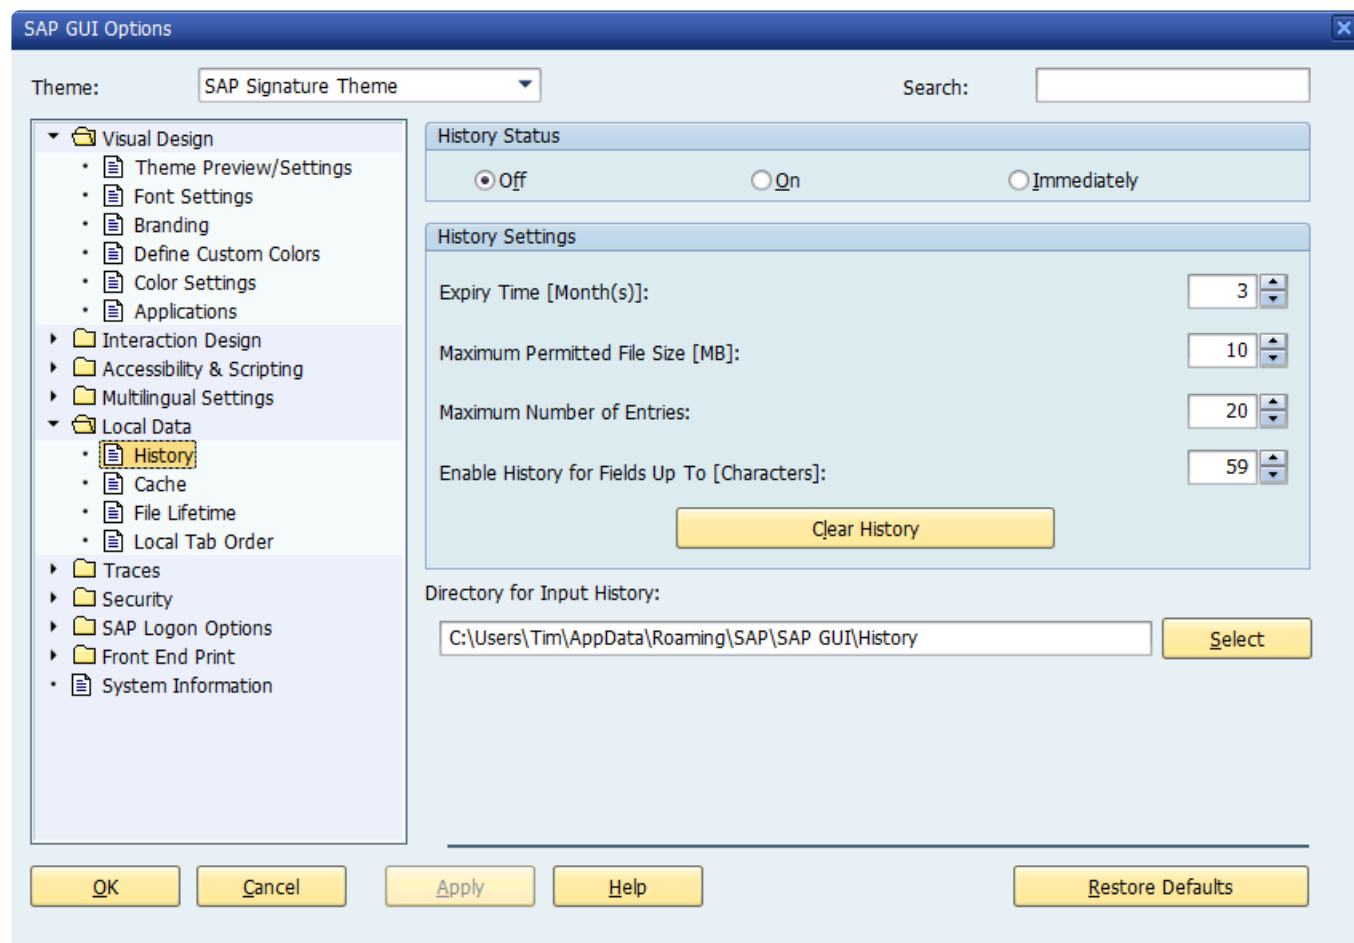 SAP GUI Options
Theme: SAP Signature Theme Search:
Visual Design
Theme Preview/Settings
Font Settings
Branding
Define Custom Colors
Color Settings
Applications
Interaction Design
Accessibility & Scripting
Multilingual Settings
Local Data
History
Cache
File Lifetime
Local Tab Order
Traces
Security
SAP Logon Options
Front End Print
System Information
History Status
Off On Immediately
History Settings
Expiry Time [Month(s)]: 3
Maximum Permitted File Size [MB]: 10
Maximum Number of Entries: 20
Enable History for Fields Up To [Characters]: 59
Clear History
Directory for Input History:
C:\Users\Tim\AppData\Roaming\SAP\SAP GUI\History Select
OK Cancel Apply Help Restore Defaults